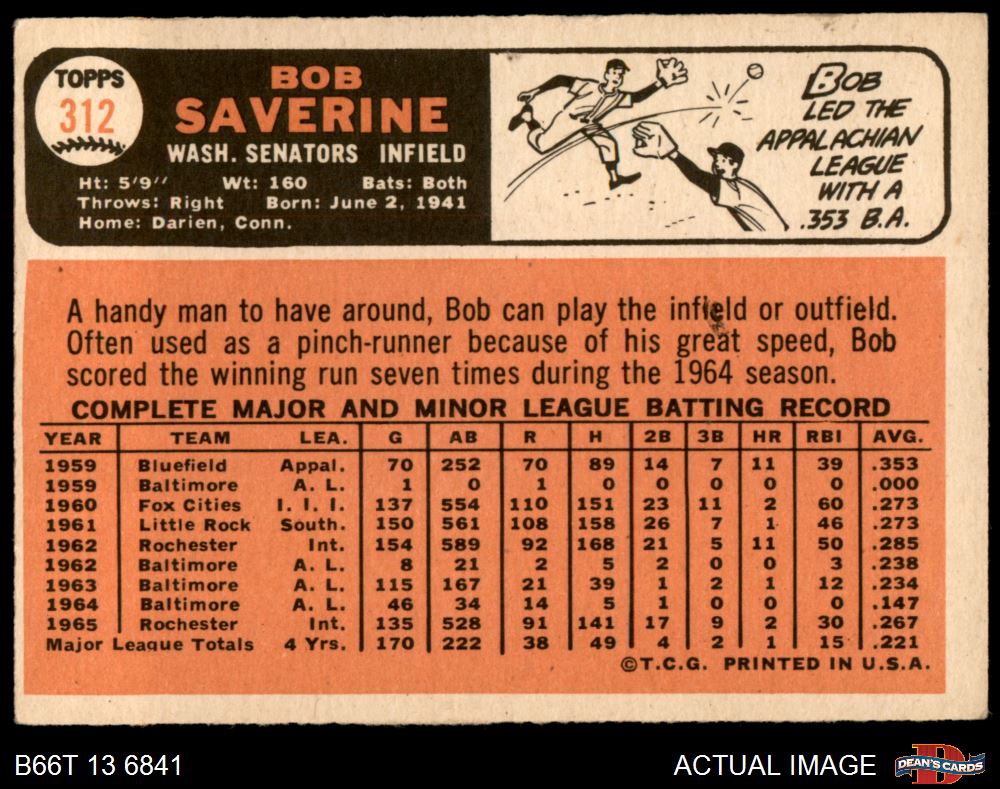 TOPPS
312
BOB
SAVERINE
WASH. SENATORS INFIELD
Ht: 5'9" Wt: 160 Bats: Both
Throws: Right Born: June 2, 1941
Home: Darien, Conn.
BOB
LED THE
APPALACHIAN
LEAGUE
WITH A
.353 B.A.
A handy man to have around, Bob can play the infield or outfield.
Often used as a pinch-runner because of his great speed, Bob
scored the winning run seven times during the 1964 season.
COMPLETE MAJOR AND MINOR LEAGUE BATTING RECORD
YEAR TEAM LEA. G AB R H 2B 3B HR RBI AVG.
1959 Bluefield Appal. 70 252 70 89 14 7 11 39 .353
1959 Baltimore A. L. 1 0 1 0 0 0 0 0 .000
1960 Fox Cities I. I. I. 137 554 110 151 23 11 2 60 .273
1961 Little Rock South. 150 561 108 158 26 7 1 46 .273
1962 Rochester Int. 154 589 92 168 21 5 11 50 .285
1962 Baltimore A. L. 8 21 2 5 2 0 0 3 .238
1963 Baltimore A. L. 115 167 21 39 1 2 1 12 .234
1964 Baltimore A. L. 46 34 14 5 1 0 0 0 .147
1965 Rochester Int. 135 528 91 141 17 9 2 30 .267
Major League Totals 4 Yrs. 170 222 38 49 4 2 1 15 .221
©T.C.G. PRINTED IN U.S.A.
B66T 13 6841
ACTUAL IMAGE
DEAN'S CARDS